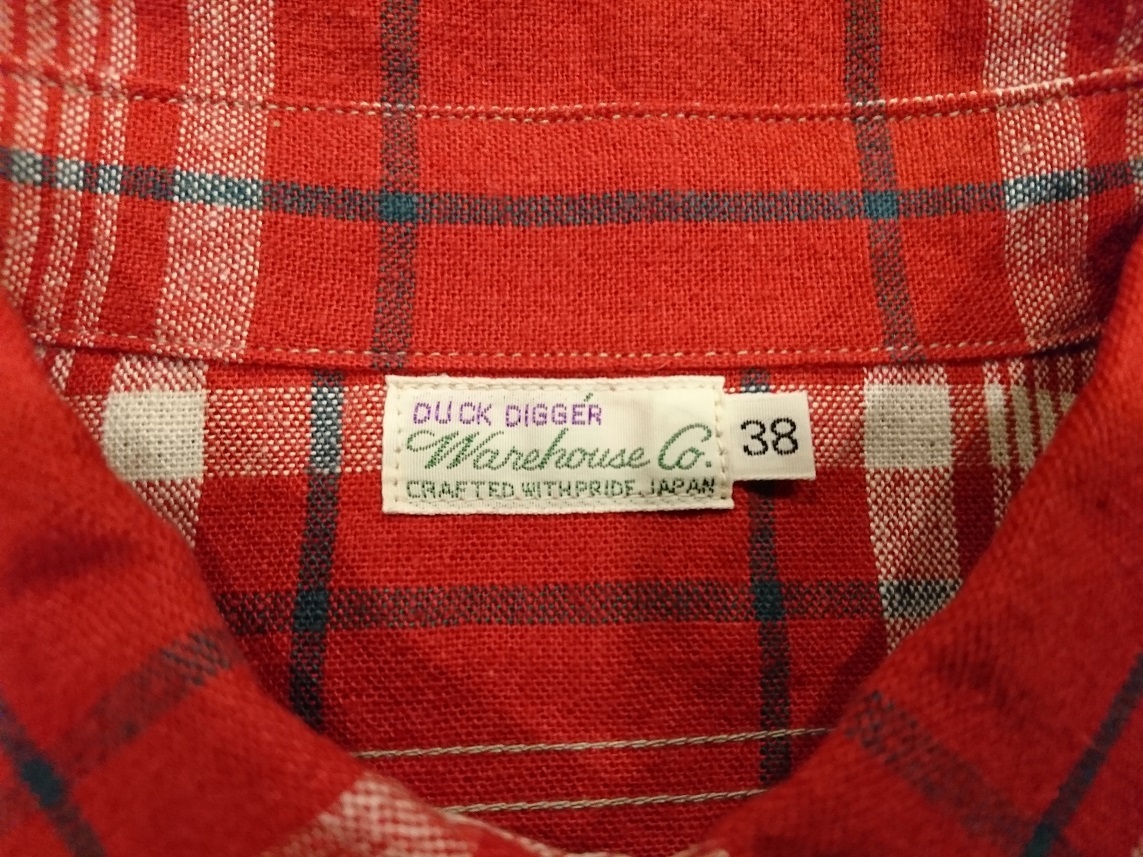 DUCK DIGGER
Warehouse Co.
CRAFTED WITH PRIDE JAPAN
38